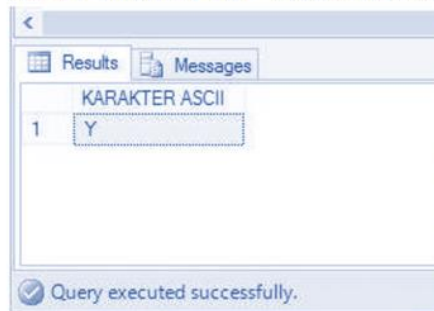 Results Messages
KARAKTER ASCII
1 Y
Query executed successfully.